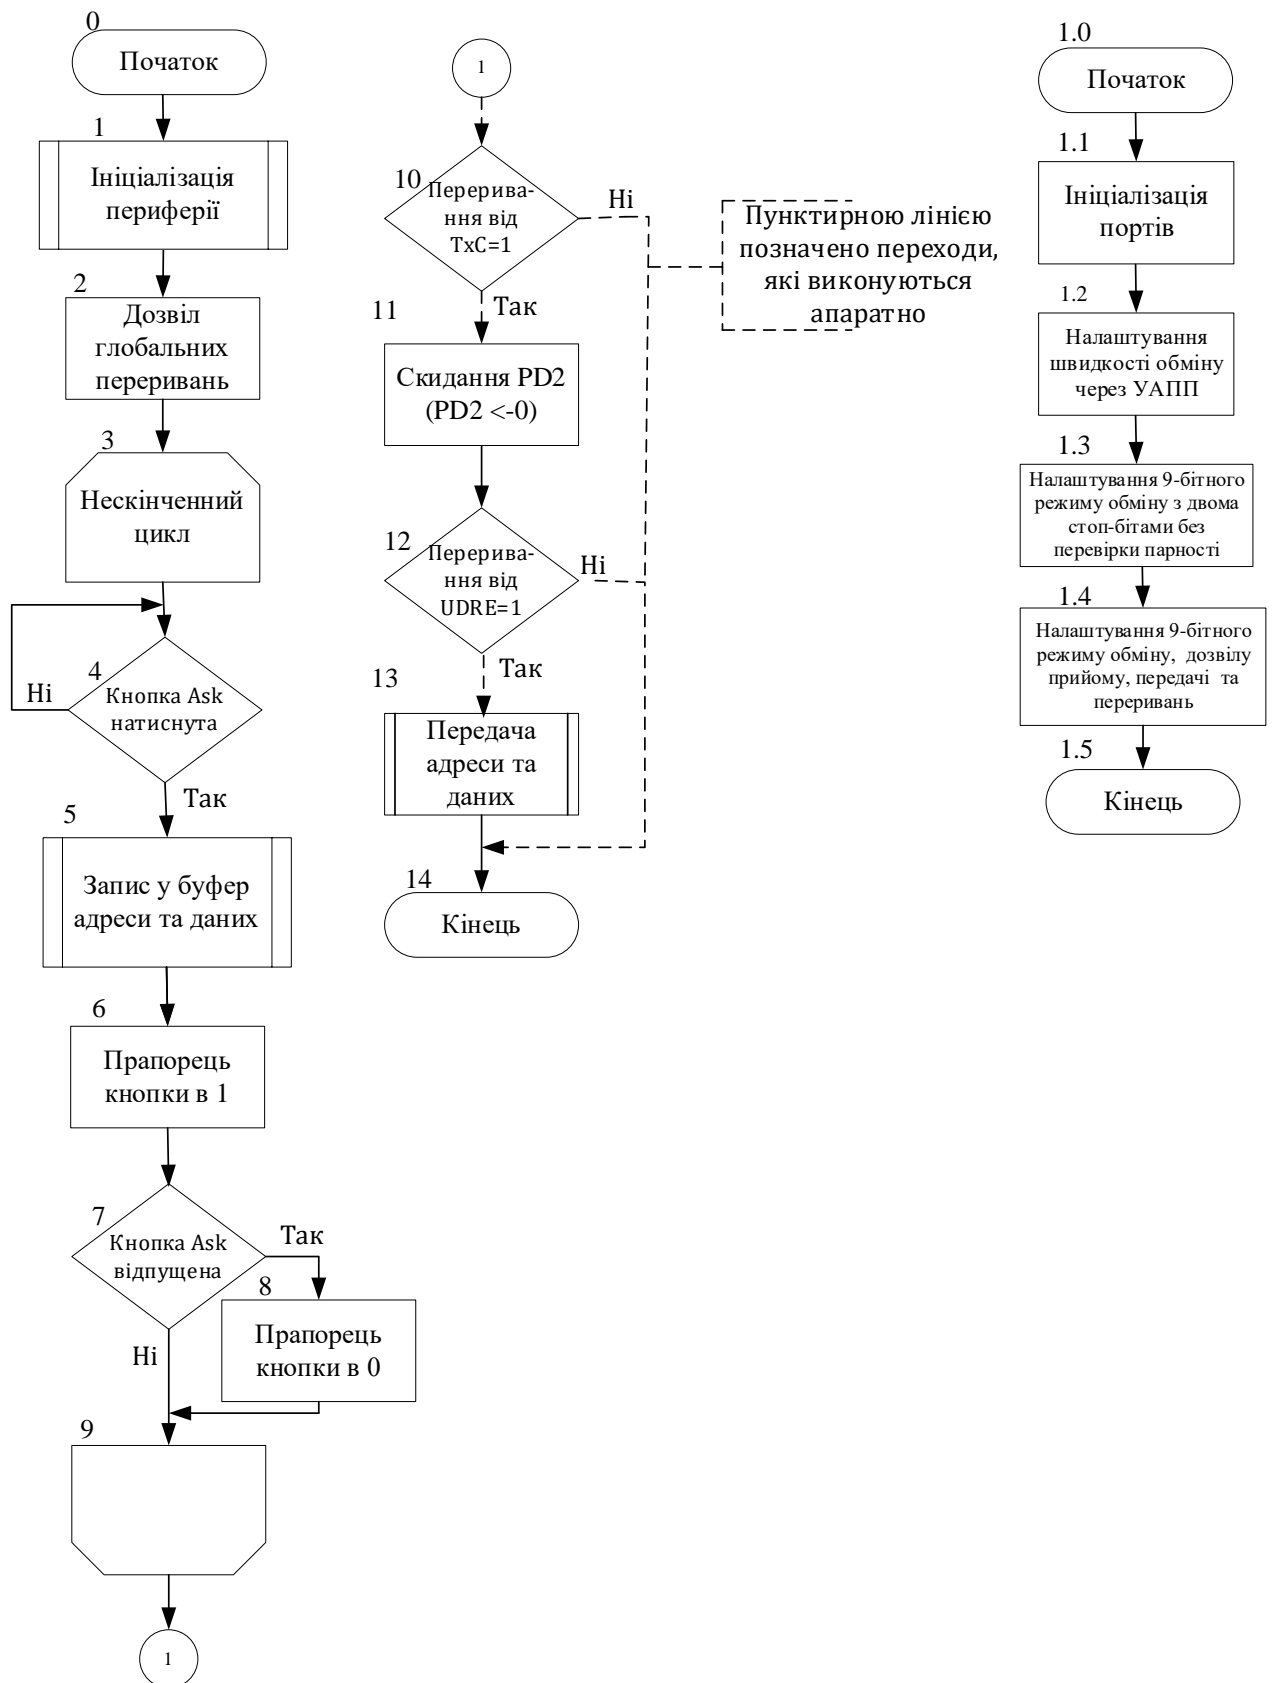 0
Початок
1
Ініціалізація
периферії
2
Дозвіл
глобальних
переривань
3
Нескінченний
цикл
4
Ні
Кнопка Ask
натиснута
Так
5
Запис у буфер
адреси та даних
6
Прапорець
кнопки в 1
7
Кнопка Ask
відпущена
Так
8
Прапорець
кнопки в 0
Ні
9
1
1
10
Перерива-
ння від
TxC=1
Ні
Так
11
Скидання PD2
(PD2 <-0)
12
Перерива-
ння від
UDRE=1
Ні
Так
13
Передача
адреси та
даних
14
Кінець
Пунктирною лінією
позначено переходи,
які виконуються
апаратно
1.0
Початок
1.1
Ініціалізація
портів
1.2
Налаштування
швидкості обміну
через УАПП
1.3
Налаштування 9-бітного
режиму обміну з двома
стоп-бітами без
перевірки парності
1.4
Налаштування 9-бітного
режиму обміну, дозвілу
прийому, передачі та
переривань
1.5
Кінець